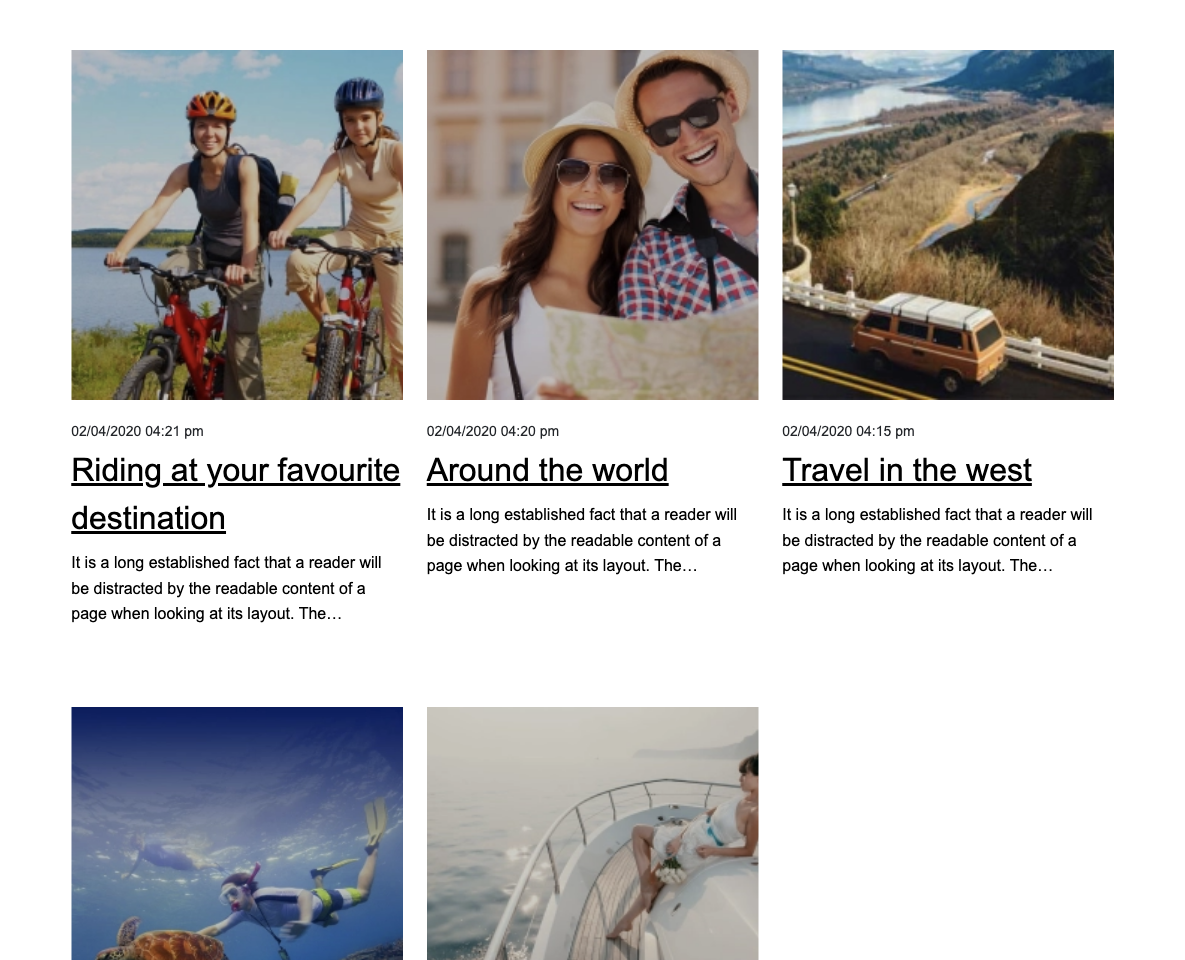 02/04/2020 04:21 pm
Riding at your favourite
destination
It is a long established fact that a reader will
be distracted by the readable content of a
page when looking at its layout. The…
02/04/2020 04:20 pm
Around the world
It is a long established fact that a reader will
be distracted by the readable content of a
page when looking at its layout. The…
02/04/2020 04:15 pm
Travel in the west
It is a long established fact that a reader will
be distracted by the readable content of a
page when looking at its layout. The…